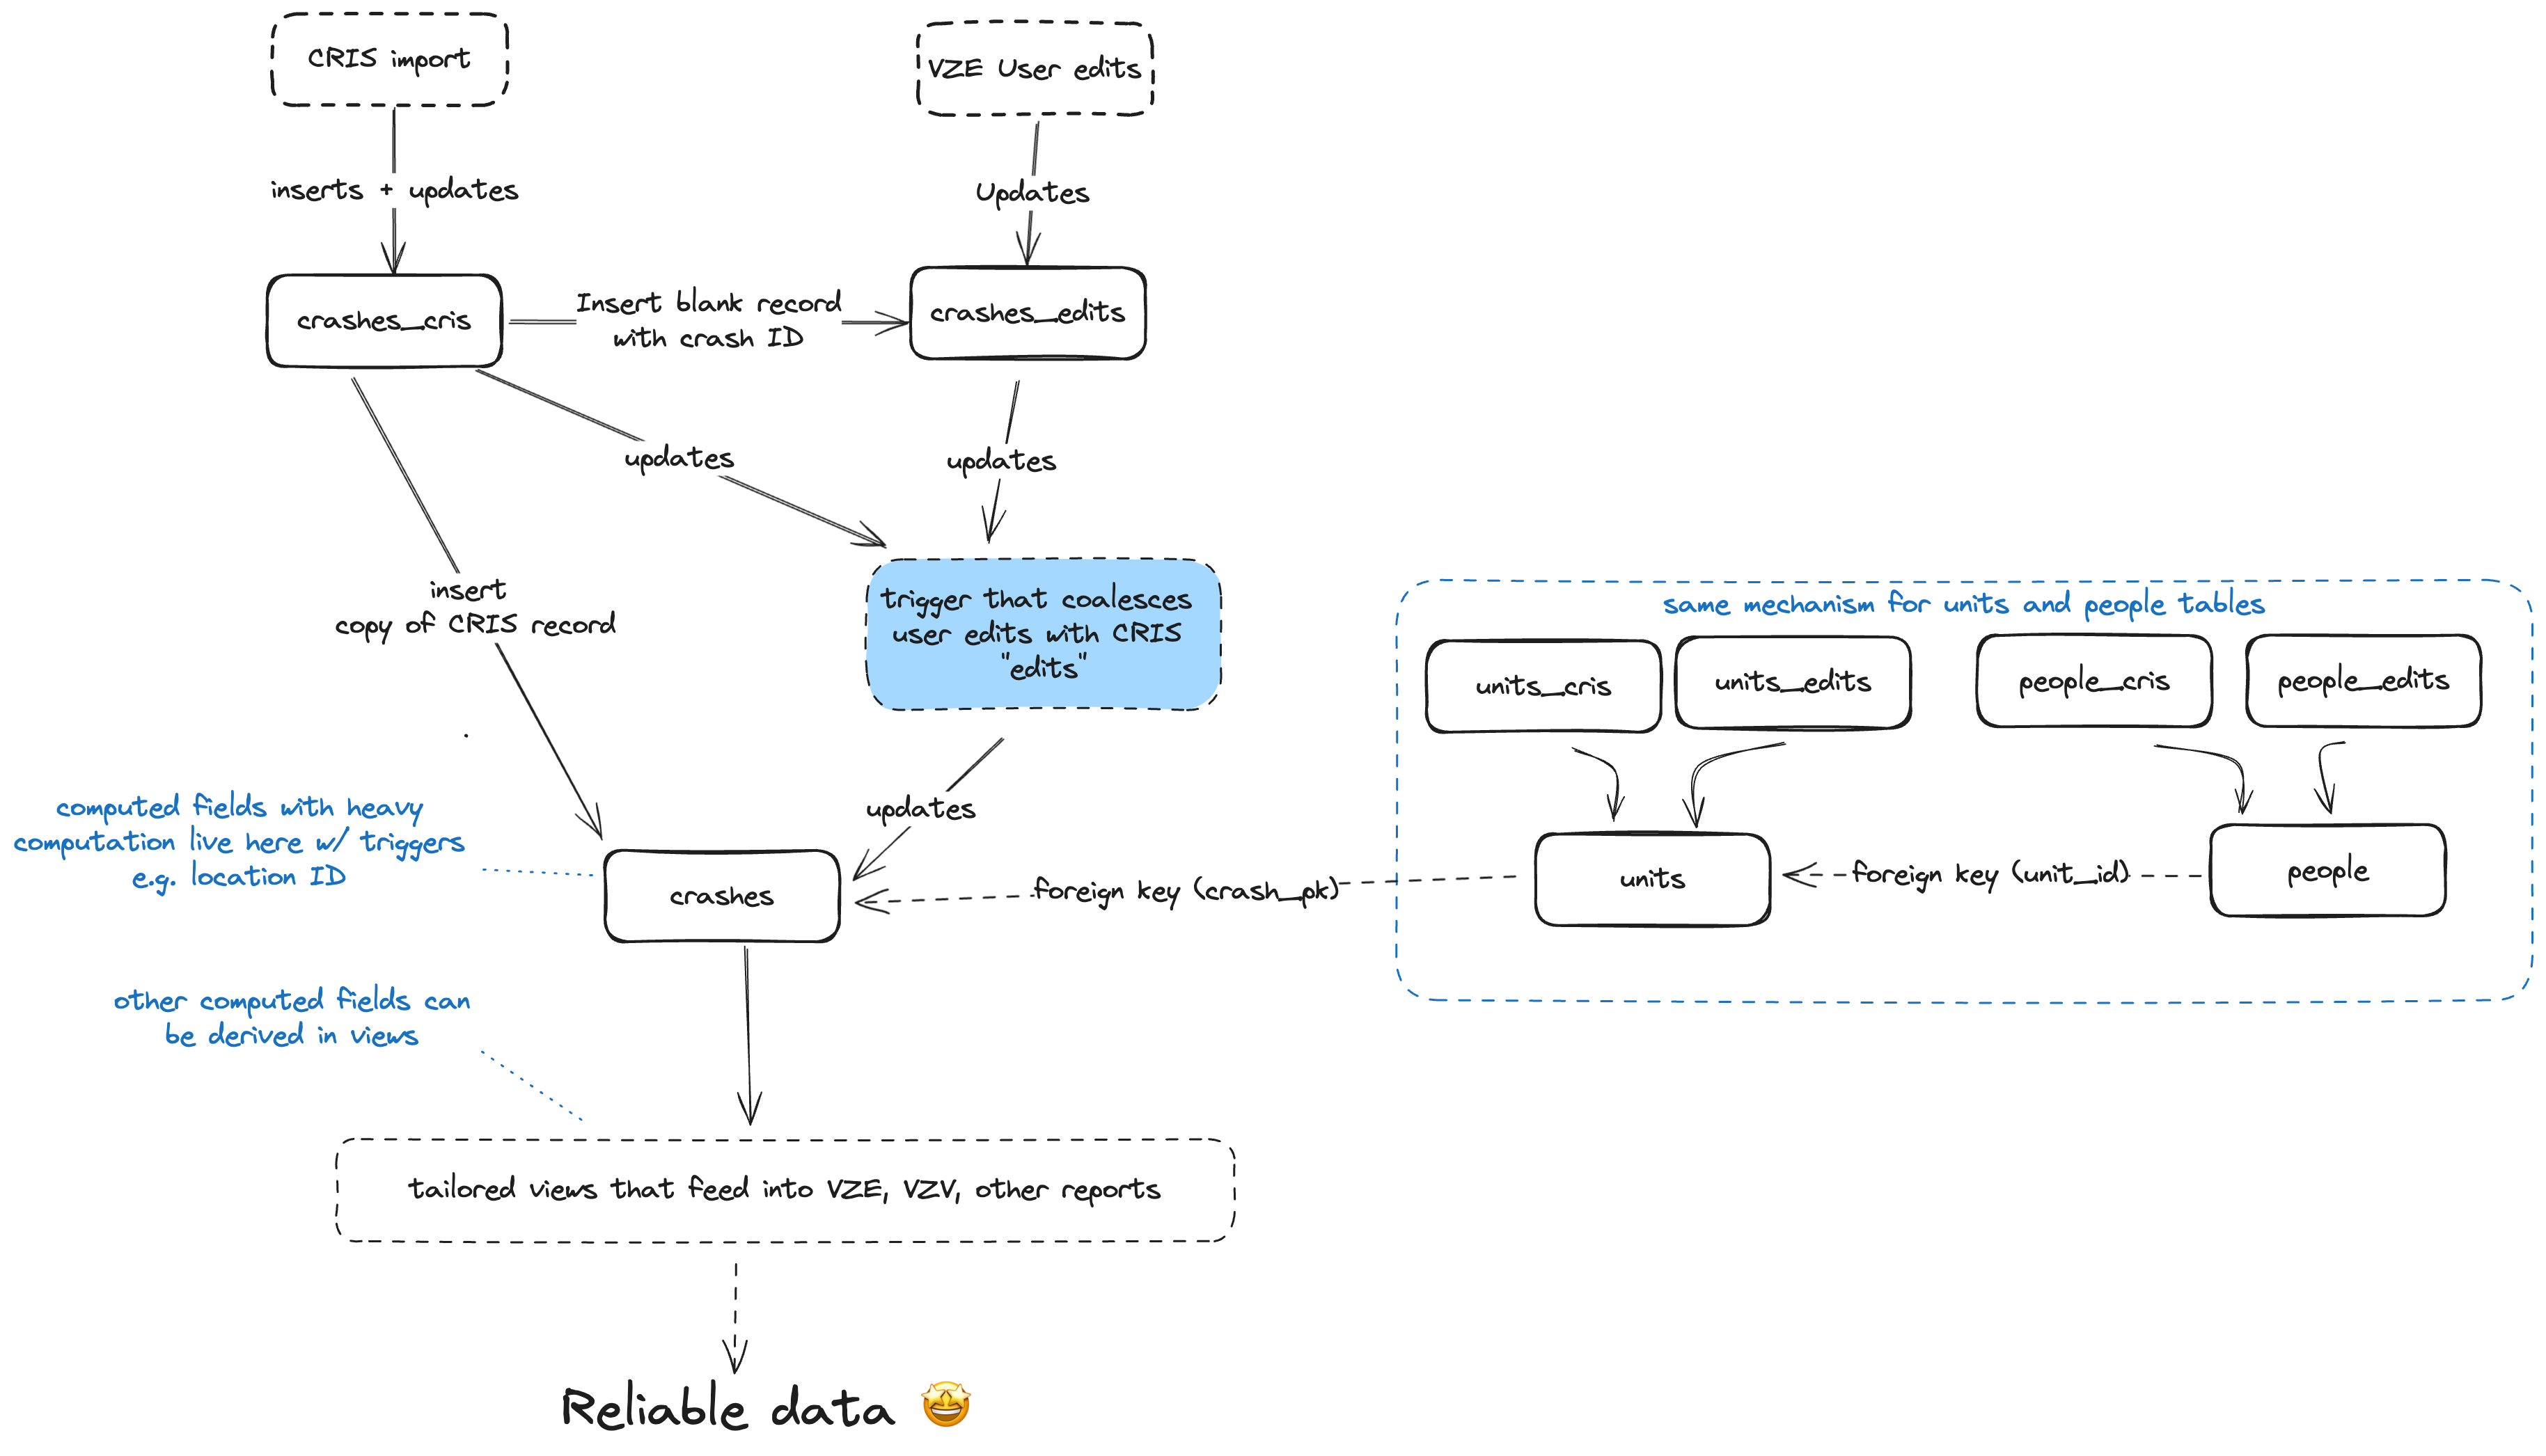 CRIS import
VZE User edits
inserts + updates
Updates
crashes_cris
Insert blank record
with crash ID
crashes_edits
updates
updates
insert
copy of CRIS record
trigger that coalesces
user edits with CRIS
"edits"
same mechanism for units and people tables
units_cris
units_edits
people_cris
people_edits
computed fields with heavy
computation live here w/ triggers
e.g. location ID
updates
crashes
foreign key (crash_pk)
units
foreign key (unit_id)
people
other computed fields can
be derived in views
tailored views that feed into VZE, VZV, other reports
Reliable data 🤩